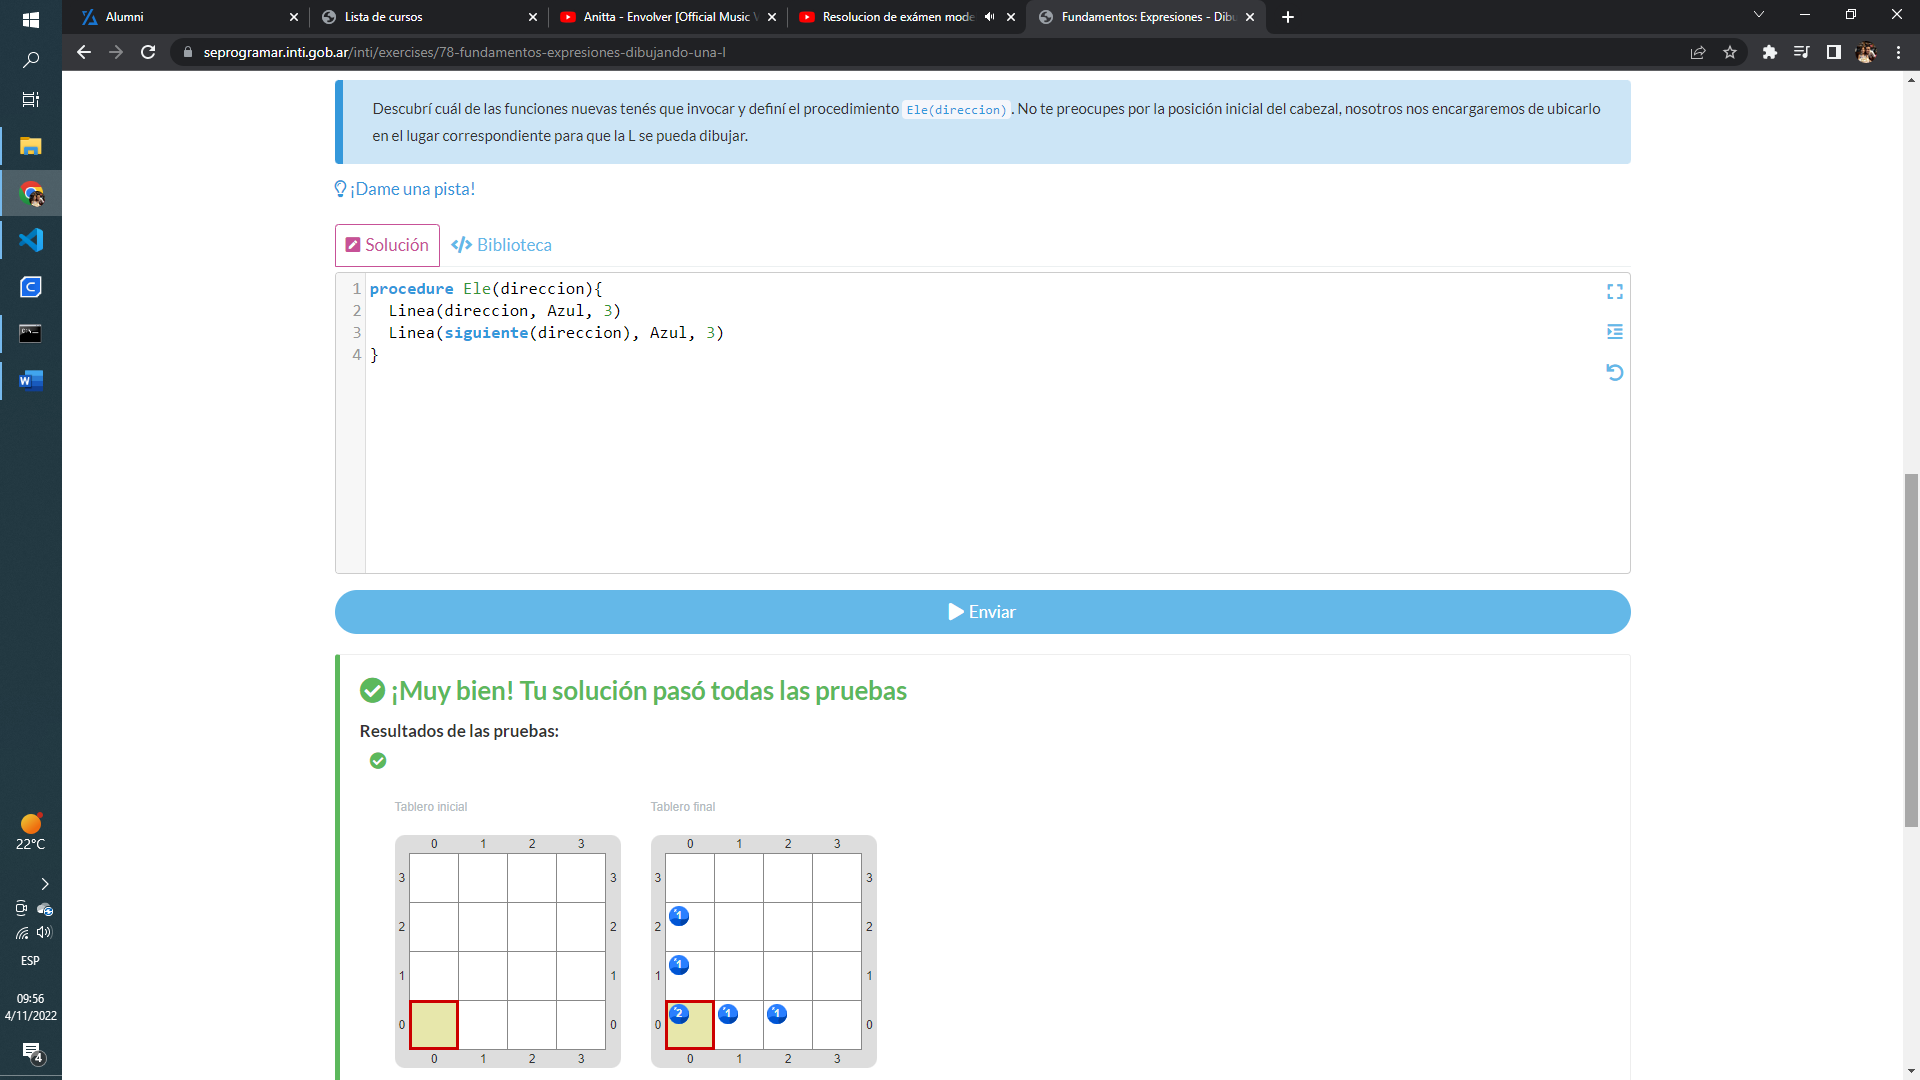 Alumni
Lista de cursos
Anitta - Envolver [Official Music V
Resolucion de exámen mode
Fundamentos: Expresiones - Dibu
seprogramar.inti.gob.ar/inti/exercises/78-fundamentos-expresiones-dibujando-una-l
Descubrí cuál de las funciones nuevas tenés que invocar y definí el procedimiento Ele(direccion). No te preocupes por la posición inicial del cabezal, nosotros nos encargaremos de ubicarlo
en el lugar correspondiente para que la L se pueda dibujar.
¡Dame una pista!
Solución
</> Biblioteca
1 procedure Ele(direccion){
2 Linea(direccion, Azul, 3)
3 Linea(siguiente(direccion), Azul, 3)
4 }
Enviar
¡Muy bien! Tu solución pasó todas las pruebas
Resultados de las pruebas:
Tablero inicial
Tablero final
0 1 2 3
0 1 2 3
3 3
3 3
2 2
2 1 2
1 1
1 1 1
0 0
0 2 1 1 0
0 1 2 3
0 1 2 3
22°C
ESP
09:56
4/11/2022
4